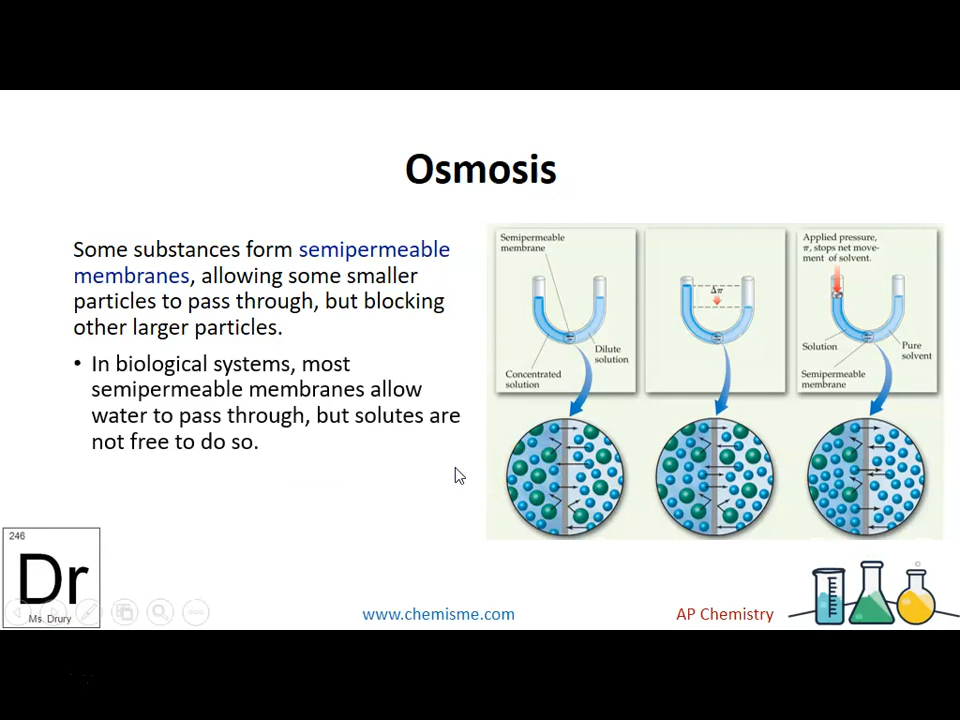 Osmosis
Some substances form semipermeable
membranes, allowing some smaller
particles to pass through, but blocking
other larger particles.
• In biological systems, most
semipermeable membranes allow
water to pass through, but solutes are
not free to do so.
Semipermeable
membrane
Dilute
solution
Concentrated
solution
Δπ
Applied pressure,
π, stops net move-
ment of solvent.
Solution
Pure
solvent
Semipermeable
membrane
246
Dr
Ms. Drury
www.chemisme.com
AP Chemistry